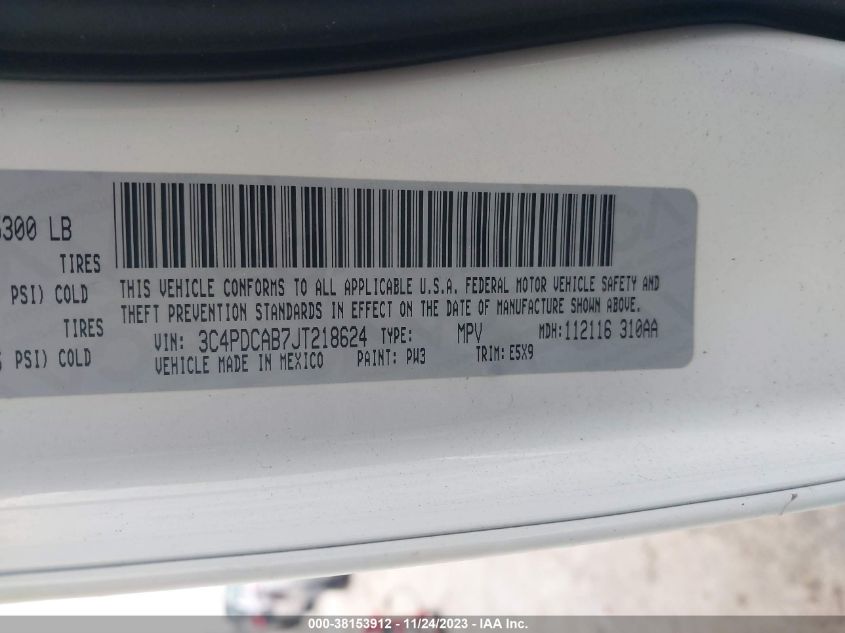 5300 LB
TIRES
PSI) COLD
TIRES
PSI) COLD
THIS VEHICLE CONFORMS TO ALL APPLICABLE U.S.A. FEDERAL MOTOR VEHICLE SAFETY AND
THEFT PREVENTION STANDARDS IN EFFECT ON THE DATE OF MANUFACTURE SHOWN ABOVE.
VIN: 3C4PDCAB7JT218624 TYPE: MPV MDH:112116 310AA
VEHICLE MADE IN MEXICO PAINT: PW3 TRIM: E5X9
000-38153912 - 11/24/2023 - IAA Inc.